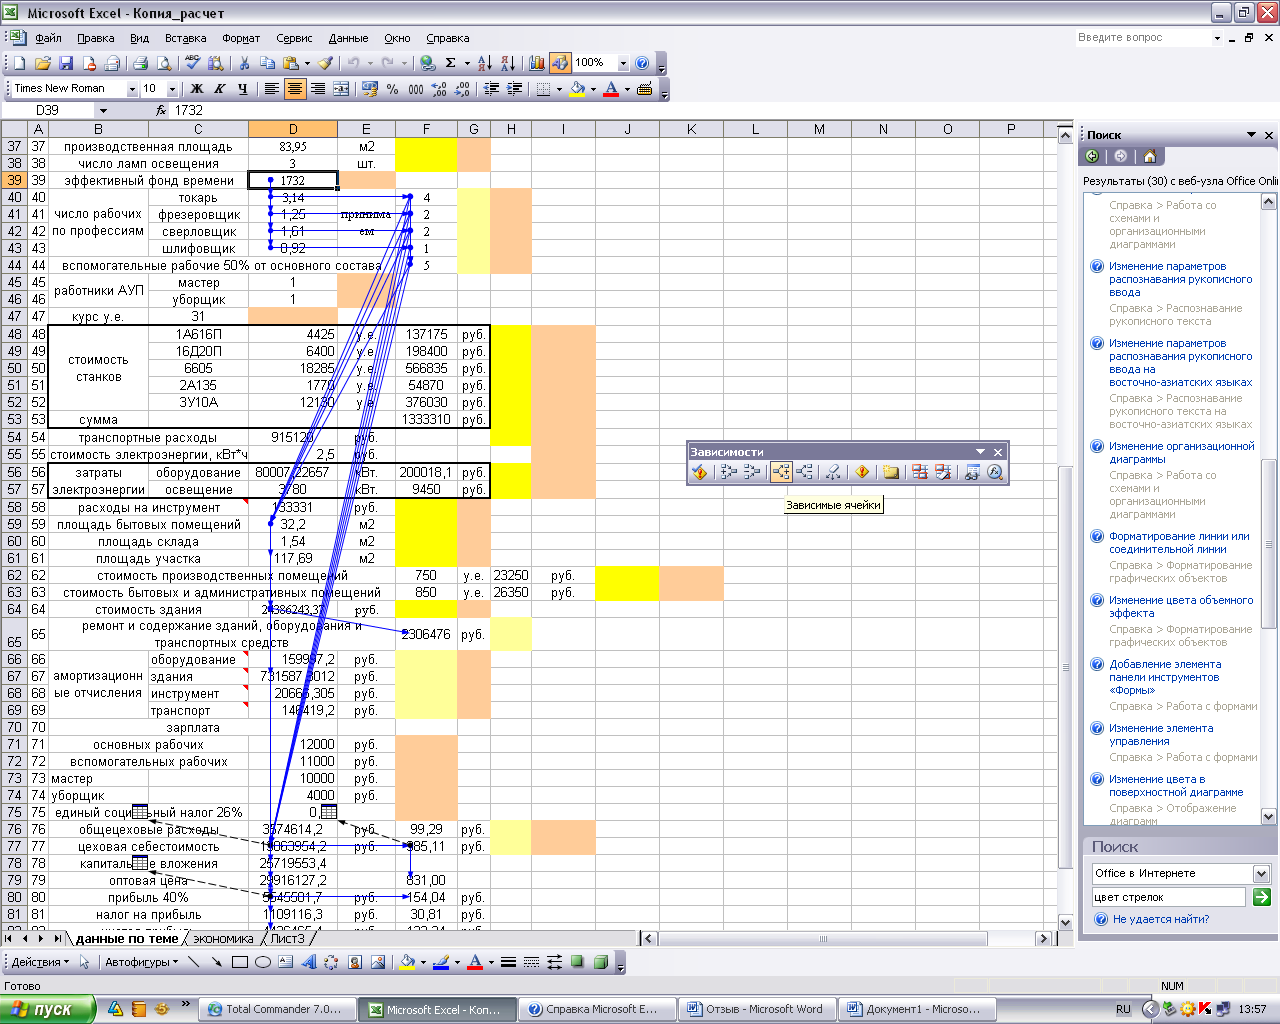 Microsoft Excel - Копия_расчет
Файл Правка Вид Вставка Формат Сервис Данные Окно Справка Введите вопрос
100%
Times New Roman 10 Ж К Ч % 000
D39 fx 1732
A B C D E F G H I J K L M N O P
37 37 производственная площадь 83,95 м2
38 38 число ламп освещения 3 шт.
39 39 эффективный фонд времени 1732
40 40 токарь 3,14 4
41 41 число рабочих фрезеровщик 1,25 принима 2
42 42 по профессиям сверловщик 1,61 ем 2
43 43 шлифовщик 0,92 1
44 44 вспомогательные рабочие 50% от основного состава 5
45 45 работники АУП мастер 1
46 46 уборщик 1
47 47 курс у.е. 31
48 48 1А616П 4425 у.е. 137175 руб.
49 49 стоимость 16Д20П 6400 у.е. 198400 руб.
50 50 станков 6605 18285 у.е. 566835 руб.
51 51 2А135 1770 у.е. 54870 руб.
52 52 3У10А 12130 у.е. 376030 руб.
53 53 сумма 1333310 руб.
54 54 транспортные расходы 915120 руб.
55 55 стоимость электроэнергии, кВт*ч 2,5 руб.
56 56 затраты оборудование 80007,22657 кВт. 200018,1 руб.
57 57 электроэнергии освещение 3780 кВт. 9450 руб.
58 58 расходы на инструмент 133331 руб.
59 59 площадь бытовых помещений 32,2 м2
60 60 площадь склада 1,54 м2
61 61 площадь участка 117,69 м2
62 62 стоимость производственных помещений 750 у.е. 23250 руб.
63 63 стоимость бытовых и административных помещений 850 у.е. 26350 руб.
64 64 стоимость здания руб.
65 65 ремонт и содержание зданий, оборудования и транспортных средств 2306476 руб.
66 66 оборудование 159997,2 руб.
67 67 амортизационн здания руб.
68 68 ые отчисления инструмент руб.
69 69 транспорт 146419,2 руб.
70 70 зарплата
71 71 основных рабочих 12000 руб.
72 72 вспомогательных рабочих 11000 руб.
73 73 мастер 10000 руб.
74 74 уборщик 4000 руб.
75 75 единый социальный налог 26%
76 76 общецеховые расходы 3574614,2 руб. 99,29 руб.
77 77 цеховая себестоимость руб. 985,11 руб.
78 78 капитальные вложения 25719553,4
79 79 оптовая цена 29916127,2 831,00
80 80 прибыль 40% руб. 154,04 руб.
81 81 налог на прибыль 1109116,3 руб. 30,81 руб.
данные по теме экономика Лист3
Зависимости
Зависимые ячейки
Поиск
Результаты (30) с веб-узла Office Onli
Справка > Работа со
схемами и
организационными
диаграммами
Изменение параметров
распознавания рукописного
ввода
Справка > Распознавание
рукописного текста
Изменение параметров
распознавания рукописного
ввода на
восточно-азиатских языках
Справка > Распознавание
рукописного текста на
восточно-азиатских языках
Изменение организационной
диаграммы
Справка > Работа со
схемами и
организационными
диаграммами
Форматирование линии или
соединительной линии
Справка > Форматирование
графических объектов
Изменение цвета объемного
эффекта
Справка > Форматирование
графических объектов
Добавление элемента
панели инструментов
«Формы»
Справка > Работа с формами
Изменение элемента
управления
Справка > Работа с формами
Изменение цвета в
поверхностной диаграмме
Справка > Отображение
диаграмм
Поиск
Office в Интернете
цвет стрелок
Не удается найти?
Действия Автофигуры
Готово NUM
пуск Total Commander 7.0... Microsoft Excel - Коп... Справка Microsoft E... Отзыв - Microsoft Word Документ1 - Microso... RU 13:57